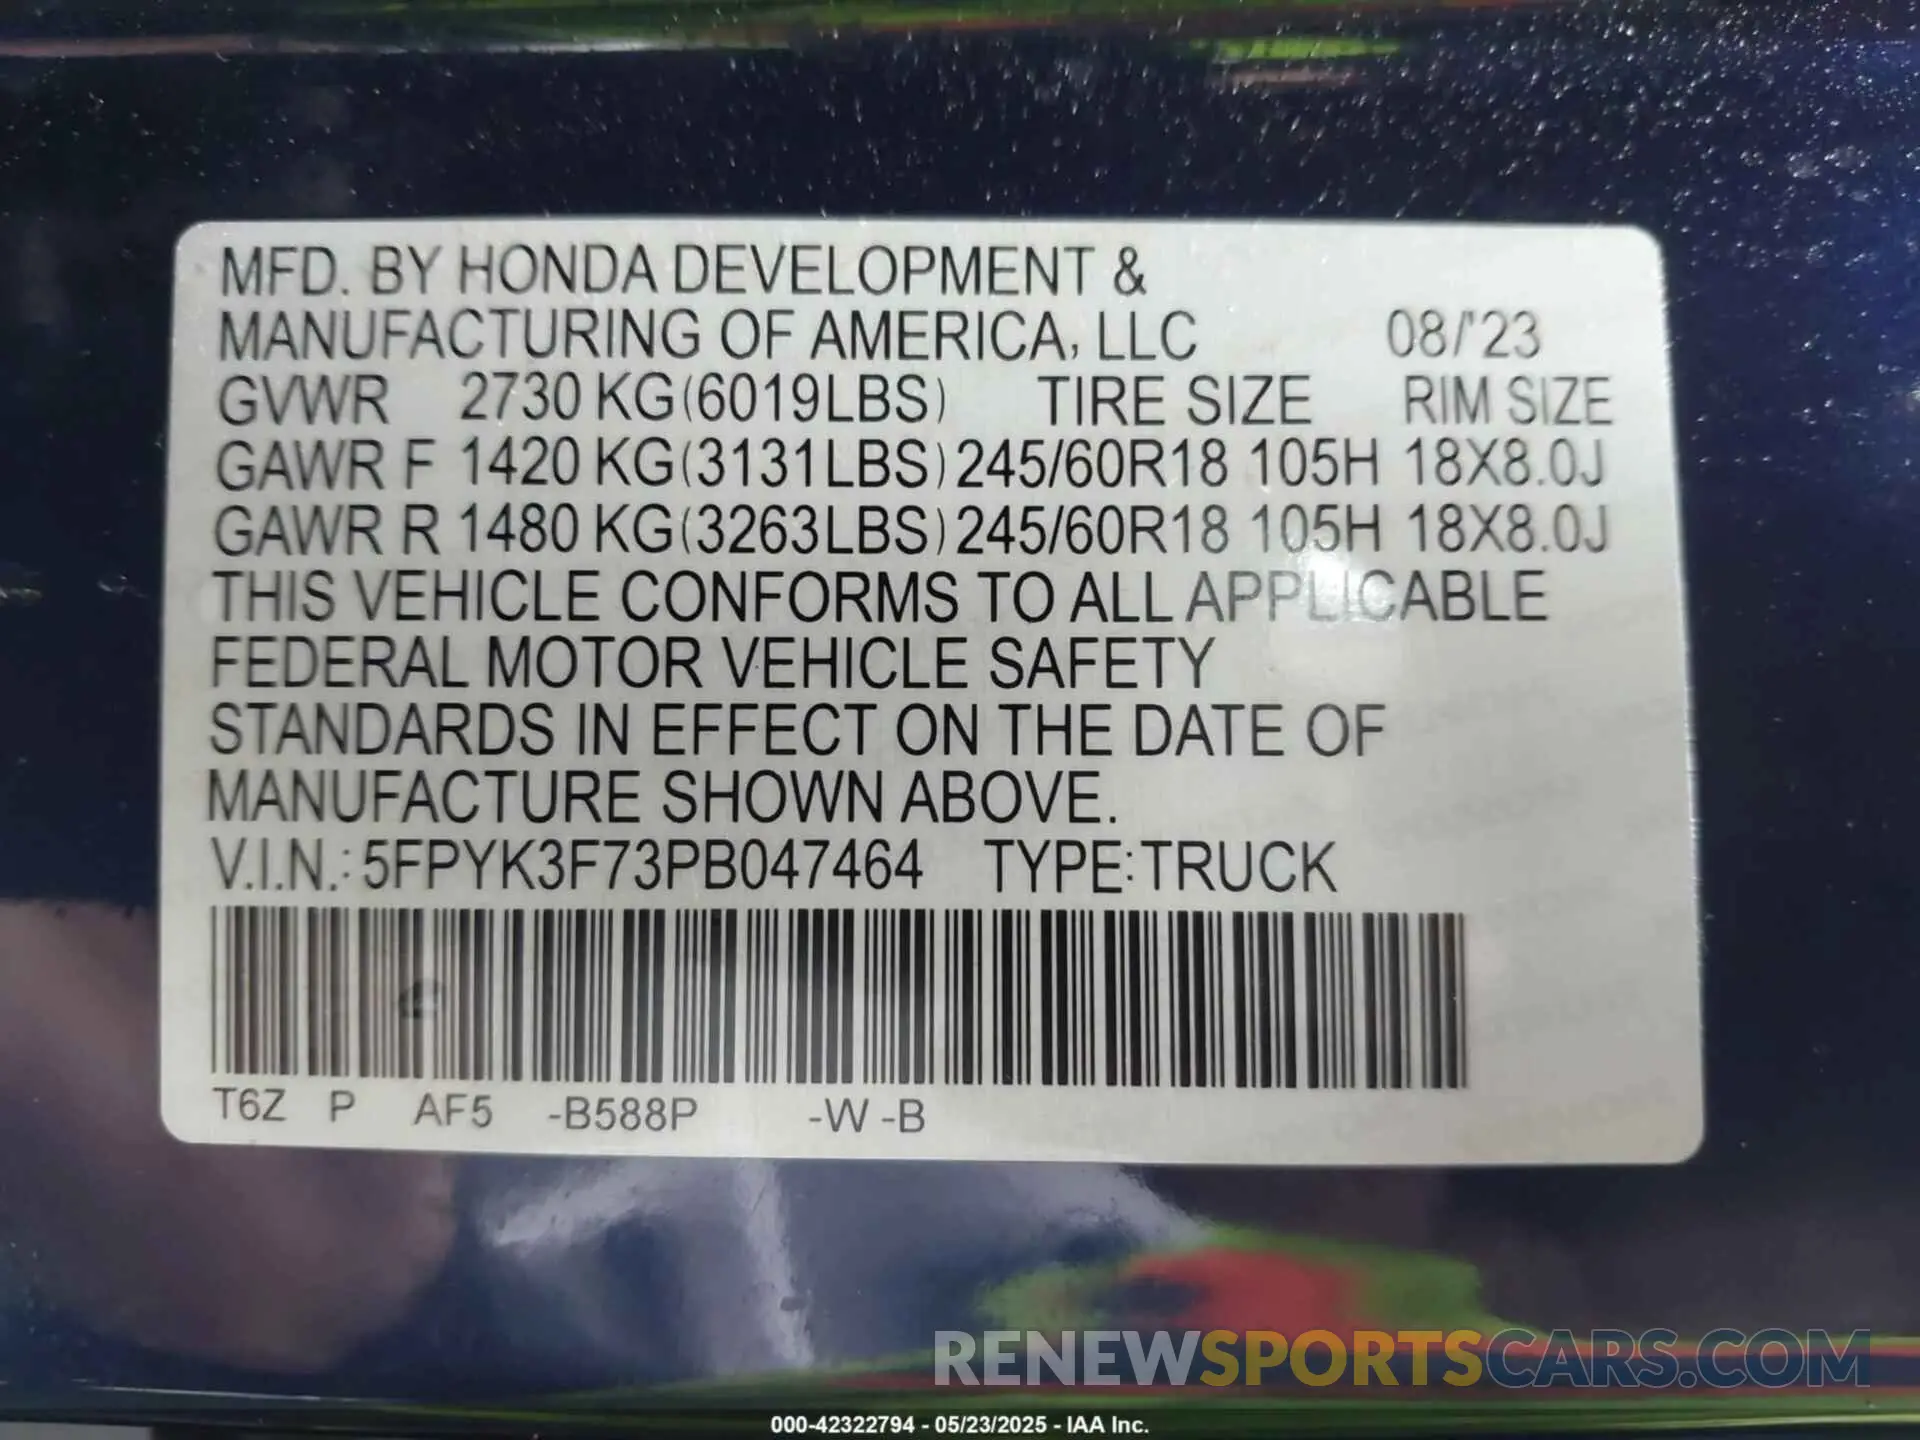 MFD. BY HONDA DEVELOPMENT &
MANUFACTURING OF AMERICA, LLC 08/'23
GVWR 2730 KG(6019LBS) TIRE SIZE RIM SIZE
GAWR F 1420 KG(3131LBS) 245/60R18 105H 18X8.0J
GAWR R 1480 KG(3263LBS) 245/60R18 105H 18X8.0J
THIS VEHICLE CONFORMS TO ALL APPLICABLE
FEDERAL MOTOR VEHICLE SAFETY
STANDARDS IN EFFECT ON THE DATE OF
MANUFACTURE SHOWN ABOVE.
V.I.N.: 5FPYK3F73PB047464 TYPE:TRUCK
T6Z P AF5 -B588P -W -B
RENEWSPORTSCARS.COM
000-42322794 - 05/23/2025 - IAA Inc.